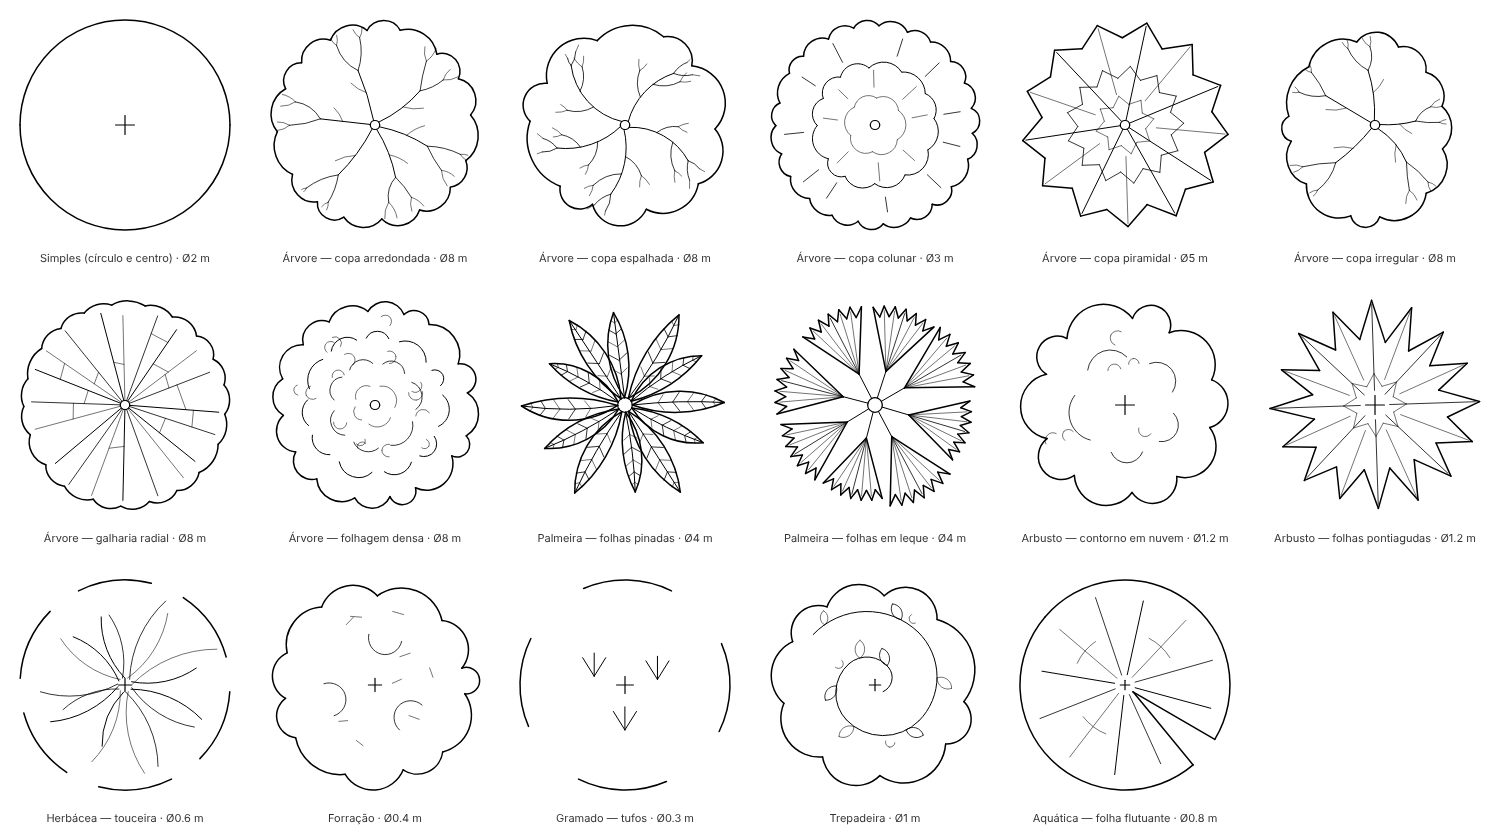 Simples (círculo e centro) · Ø2 m
Árvore — copa arredondada · Ø8 m
Árvore — copa espalhada · Ø8 m
Árvore — copa colunar · Ø3 m
Árvore — copa piramidal · Ø5 m
Árvore — copa irregular · Ø8 m
Árvore — galharia radial · Ø8 m
Árvore — folhagem densa · Ø8 m
Palmeira — folhas pinadas · Ø4 m
Palmeira — folhas em leque · Ø4 m
Arbusto — contorno em nuvem · Ø1.2 m
Arbusto — folhas pontiagudas · Ø1.2 m
Herbácea — touceira · Ø0.6 m
Forração · Ø0.4 m
Gramado — tufos · Ø0.3 m
Trepadeira · Ø1 m
Aquática — folha flutuante · Ø0.8 m